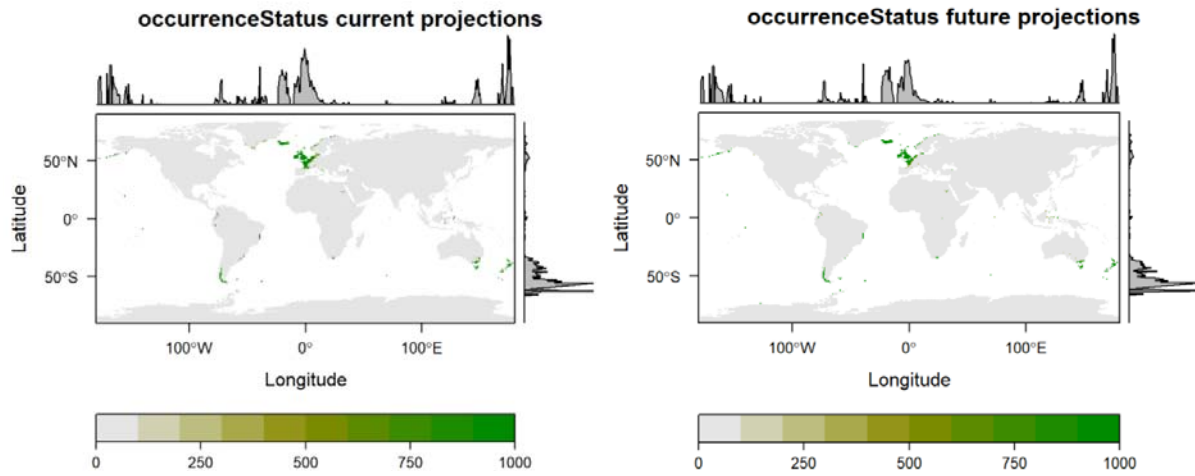 occurrenceStatus current projections
Latitude
50°N
0°
50°S
100°W
0°
100°E
Longitude
0
250
500
750
1000
occurrenceStatus future projections
Latitude
50°N
0°
50°S
100°W
0°
100°E
Longitude
0
250
500
750
1000